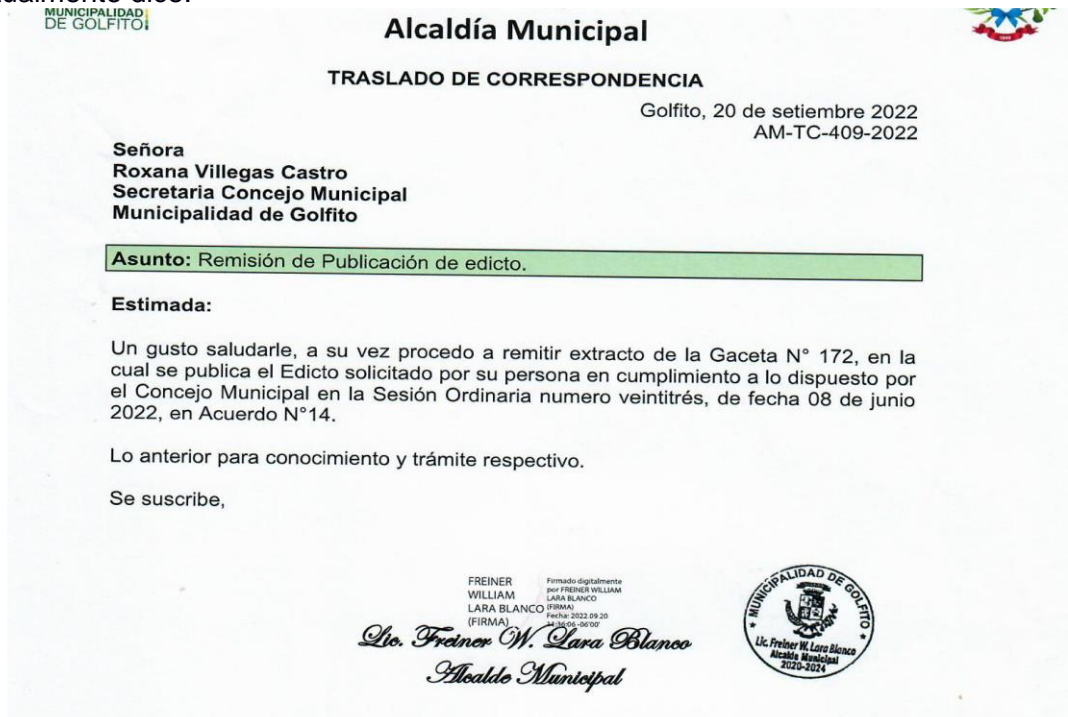 MUNICIPALIDAD
DE GOLFITO
Alcaldía Municipal
TRASLADO DE CORRESPONDENCIA
Golfito, 20 de setiembre 2022
AM-TC-409-2022
Señora
Roxana Villegas Castro
Secretaria Concejo Municipal
Municipalidad de Golfito
Asunto: Remisión de Publicación de edicto.
Estimada:
Un gusto saludarle, a su vez procedo a remitir extracto de la Gaceta N° 172, en la
cual se publica el Edicto solicitado por su persona en cumplimiento a lo dispuesto por
el Concejo Municipal en la Sesión Ordinaria numero veintitrés, de fecha 08 de junio
2022, en Acuerdo N°14.
Lo anterior para conocimiento y trámite respectivo.
Se suscribe,
FREINER
WILLIAM
LARA BLANCO
(FIRMA)
Firmado digitalmente
por FREINER WILLIAM
LARA BLANCO
(FIRMA)
Fecha: 2022.09.20
-06'00'
Lic. Freiner W. Lara Blanco
Alcalde Municipal
MUNICIPALIDAD DE GOLFITO
Lic. Freiner W. Lara Blanco
Alcalde Municipal
2020-2024